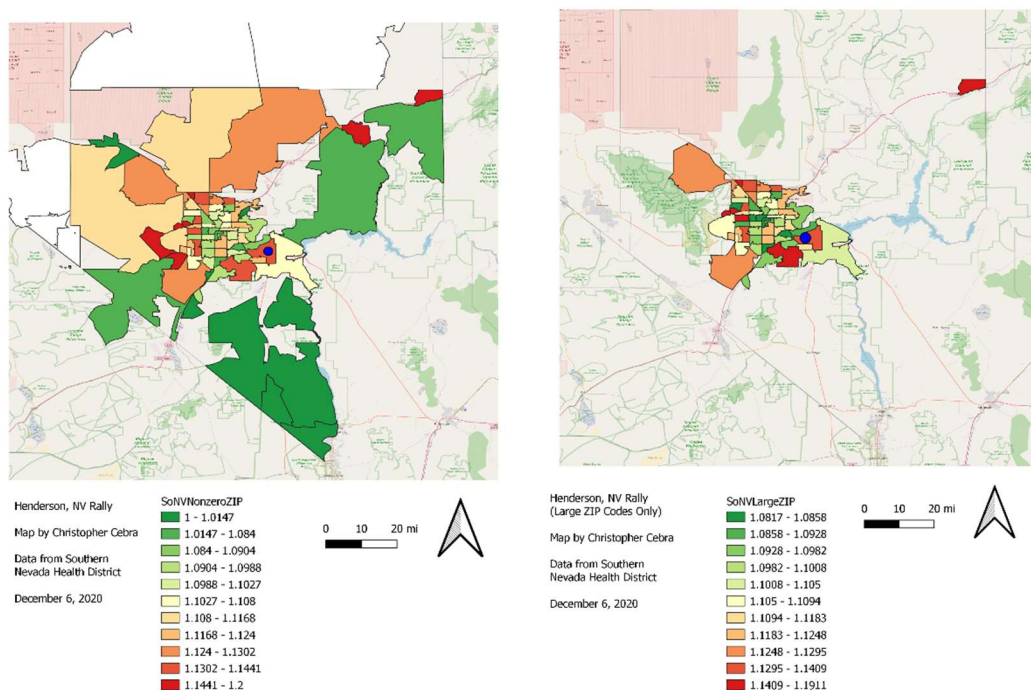 Henderson, NV Rally
Map by Christopher Cebra
Data from Southern
Nevada Health District
December 6, 2020
SoNVNonzeroZIP
1 - 1.0147
1.0147 - 1.084
1.084 - 1.0904
1.0904 - 1.0988
1.0988 - 1.1027
1.1027 - 1.108
1.108 - 1.1168
1.1168 - 1.124
1.124 - 1.1302
1.1302 - 1.1441
1.1441 - 1.2
0 10 20 mi
Henderson, NV Rally
(Large ZIP Codes Only)
Map by Christopher Cebra
Data from Southern
Nevada Health District
December 6, 2020
SoNVLargeZIP
1.0817 - 1.0858
1.0858 - 1.0928
1.0928 - 1.0982
1.0982 - 1.1008
1.1008 - 1.105
1.105 - 1.1094
1.1094 - 1.1183
1.1183 - 1.1248
1.1248 - 1.1295
1.1295 - 1.1409
1.1409 - 1.1911
0 10 20 mi